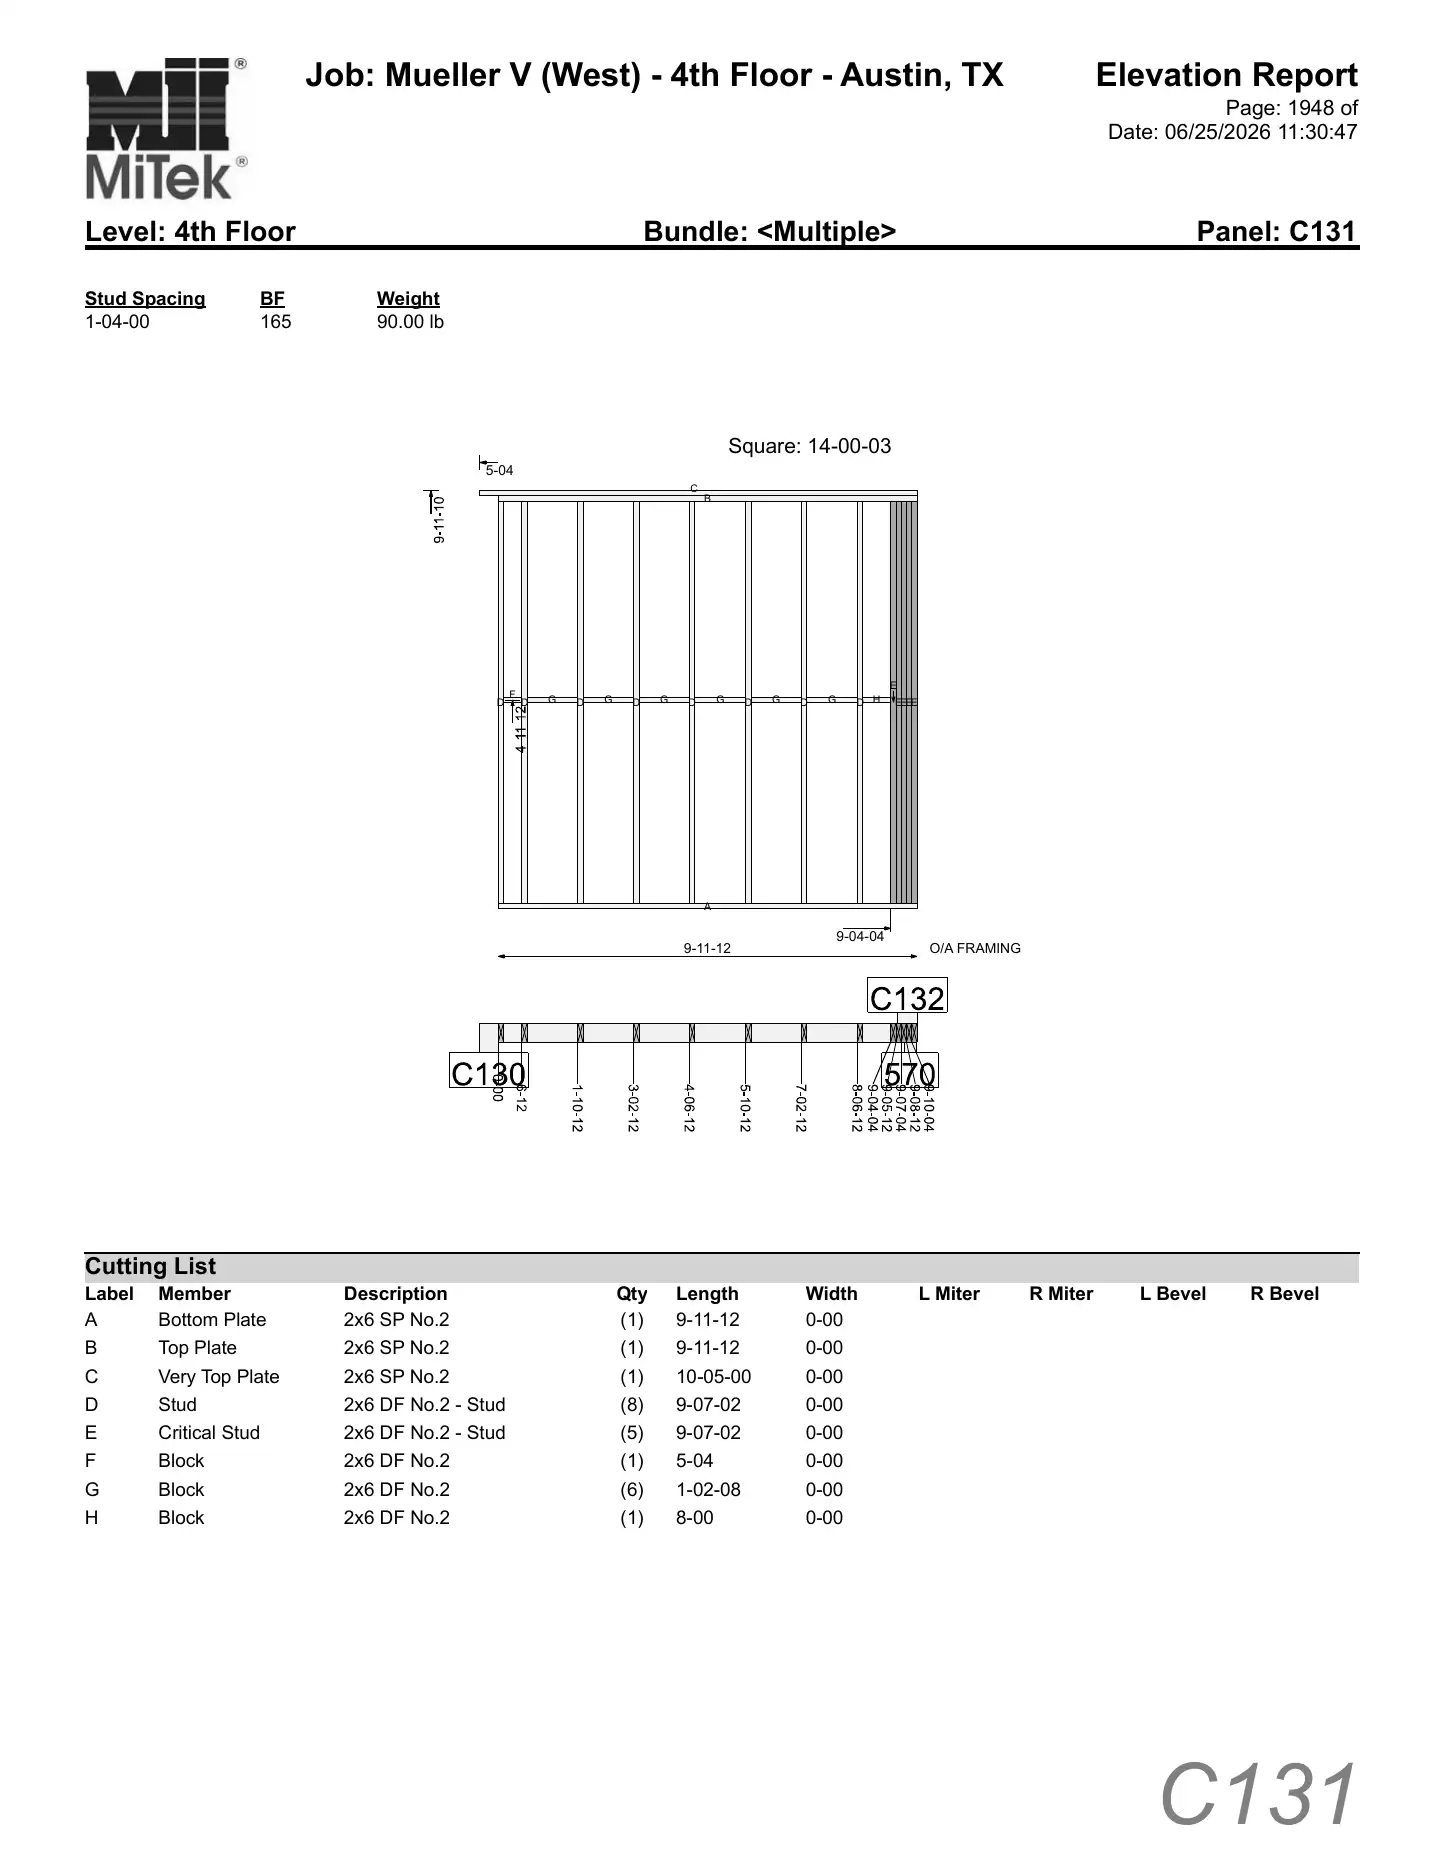 Job: Mueller V (West) - 4th Floor - Austin, TX
Elevation Report
Page: 1948 of
Date: 06/25/2026 11:30:47
MiTek®
Level: 4th Floor
Bundle: <Multiple>
Panel: C131
Stud Spacing BF Weight
1-04-00 165 90.00 lb
Square: 14-00-03
5-04
C
B
9-11-10
E
F
D D G D G D G D G D G D G D H
4-11-12
A
9-04-04
9-11-12
O/A FRAMING
C132
C130
570
0-00
6-12
1-10-12
3-02-12
4-06-12
5-10-12
7-02-12
8-06-12
9-04-04
9-05-12
9-07-04
9-08-12
9-10-04
Cutting List
Label Member Description Qty Length Width L Miter R Miter L Bevel R Bevel
A Bottom Plate 2x6 SP No.2 (1) 9-11-12 0-00
B Top Plate 2x6 SP No.2 (1) 9-11-12 0-00
C Very Top Plate 2x6 SP No.2 (1) 10-05-00 0-00
D Stud 2x6 DF No.2 - Stud (8) 9-07-02 0-00
E Critical Stud 2x6 DF No.2 - Stud (5) 9-07-02 0-00
F Block 2x6 DF No.2 (1) 5-04 0-00
G Block 2x6 DF No.2 (6) 1-02-08 0-00
H Block 2x6 DF No.2 (1) 8-00 0-00
C131